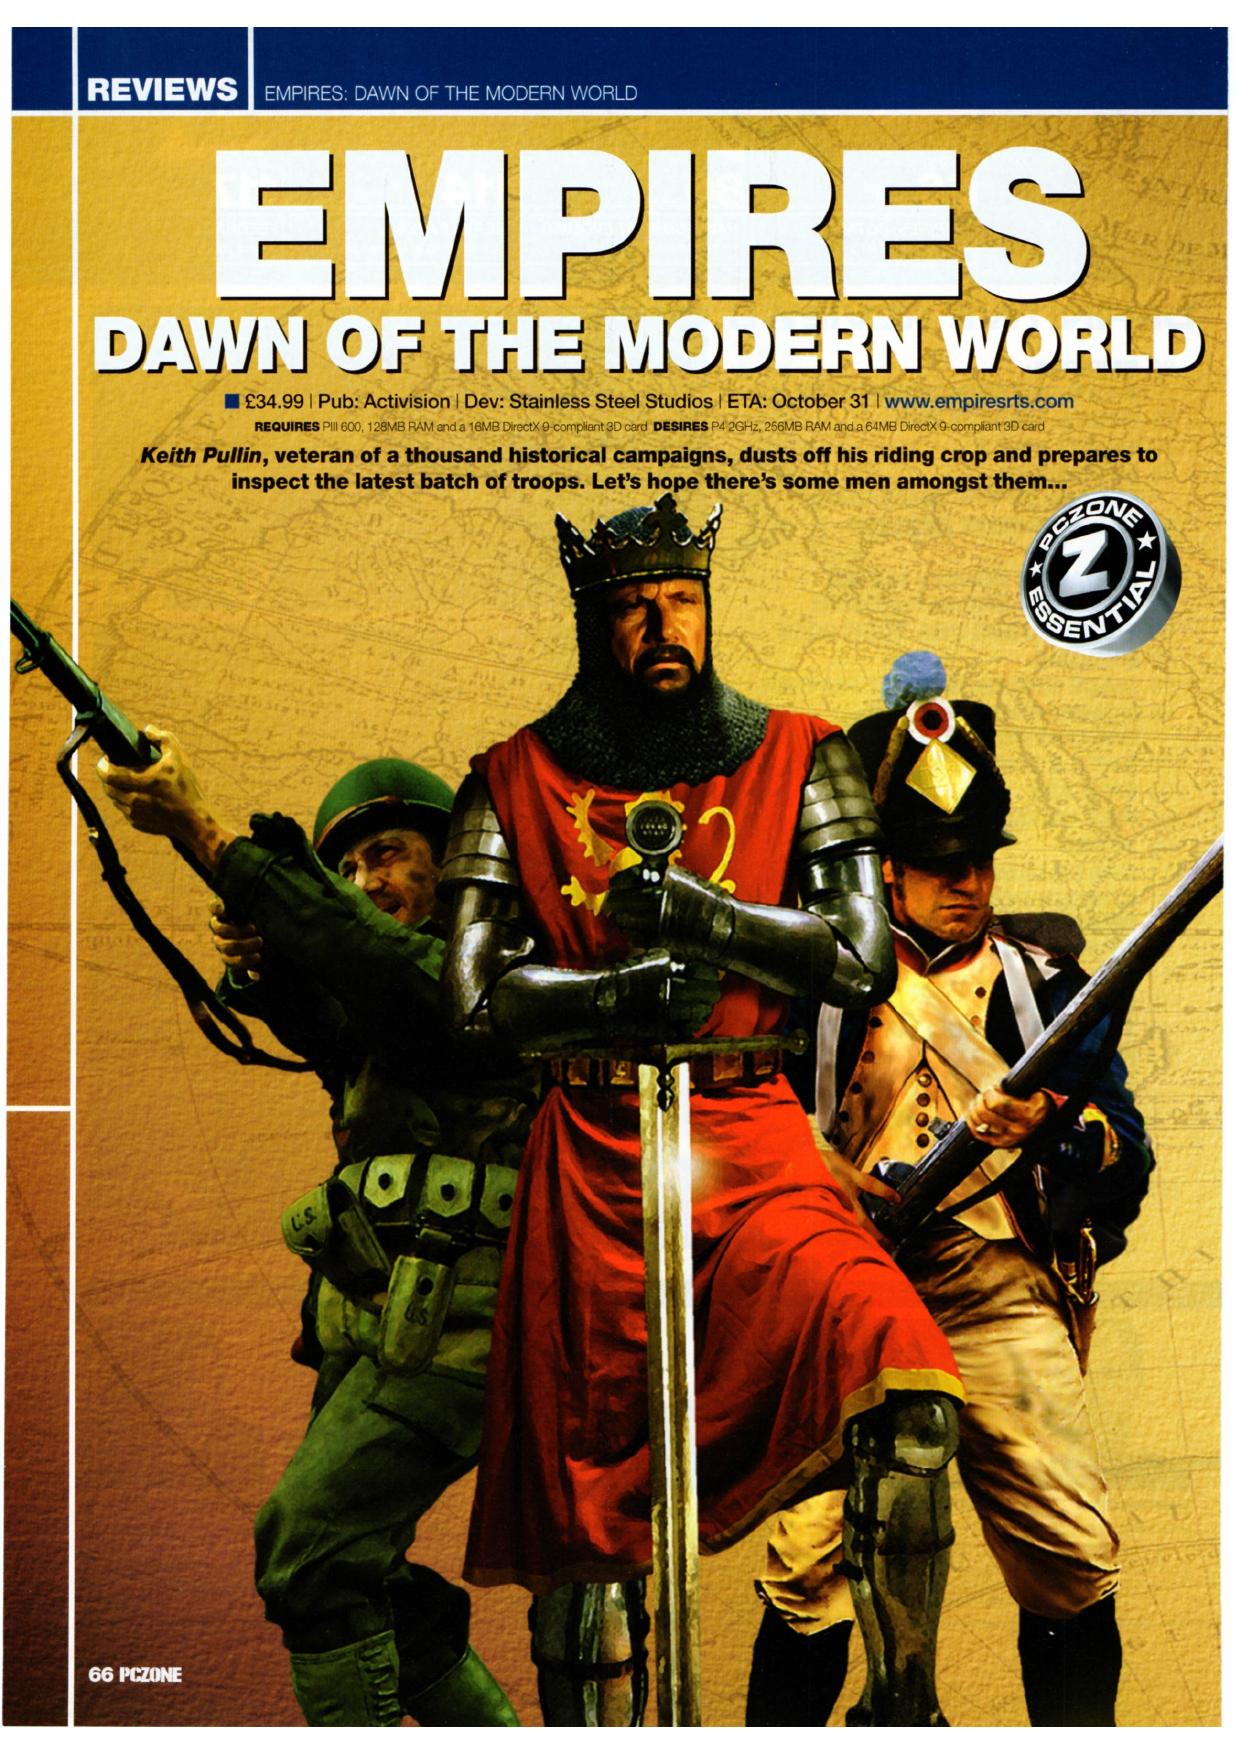 REVIEWS
EMPIRES: DAWN OF THE MODERN WORLD
EMPIRES
DAWN OF THE MODERN WORLD
£34.99 | Pub: Activision | Dev: Stainless Steel Studios | ETA: October 31 | www.empiresrts.com
REQUIRES PIII 600, 128MB RAM and a 16MB DirectX 9-compliant 3D card DESIRES P4 2GHz, 256MB RAM and a 64MB DirectX 9-compliant 3D card
Keith Pullin, veteran of a thousand historical campaigns, dusts off his riding crop and prepares to
inspect the latest batch of troops. Let's hope there's some men amongst them...
PCZONE
Z
ESSENTIAL
U.S.
U.S.
66 PCZONE